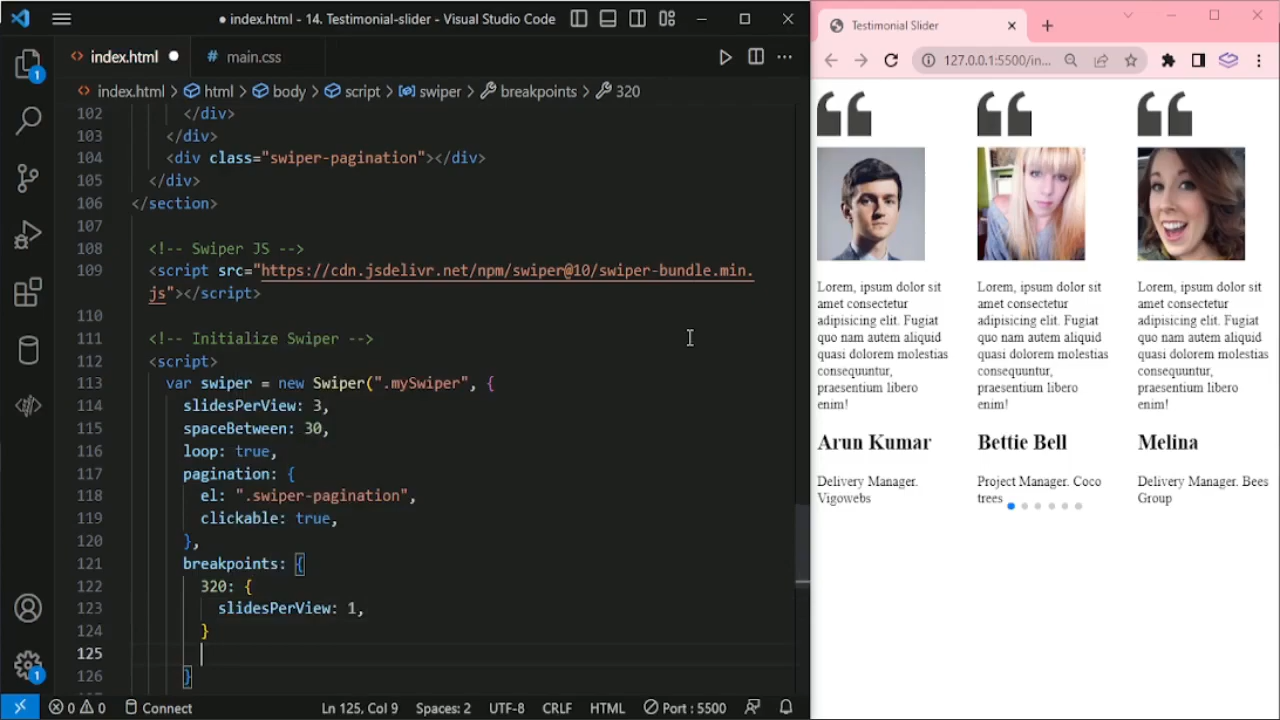 ● index.html - 14. Testimonial-slider - Visual Studio Code
<> index.html ●
# main.css
<> index.html > html > body > script > swiper > breakpoints > 320
102 </div>
103 </div>
104 <div class="swiper-pagination"></div>
105 </div>
106 </section>
107
108 <!-- Swiper JS -->
109 <script src="https://cdn.jsdelivr.net/npm/swiper@10/swiper-bundle.min.
js"></script>
110
111 <!-- Initialize Swiper -->
112 <script>
113 var swiper = new Swiper(".mySwiper", {
114 slidesPerView: 3,
115 spaceBetween: 30,
116 loop: true,
117 pagination: {
118 el: ".swiper-pagination",
119 clickable: true,
120 },
121 breakpoints: {
122 320: {
123 slidesPerView: 1,
124 }
125
126 }
1
1
0 0 Connect Ln 125, Col 9 Spaces: 2 UTF-8 CRLF HTML Port : 5500
Testimonial Slider
127.0.0.1:5500/in...
Lorem, ipsum dolor sit
amet consectetur
adipisicing elit. Fugiat
quo nam autem aliquid
quasi dolorem molestias
consequuntur,
praesentium libero
enim!
Arun Kumar
Delivery Manager.
Vigowebs
Lorem, ipsum dolor sit
amet consectetur
adipisicing elit. Fugiat
quo nam autem aliquid
quasi dolorem molestias
consequuntur,
praesentium libero
enim!
Bettie Bell
Project Manager. Coco
trees
Lorem, ipsum dolor sit
amet consectetur
adipisicing elit. Fugiat
quo nam autem aliquid
quasi dolorem molestias
consequuntur,
praesentium libero
enim!
Melina
Delivery Manager. Bees
Group